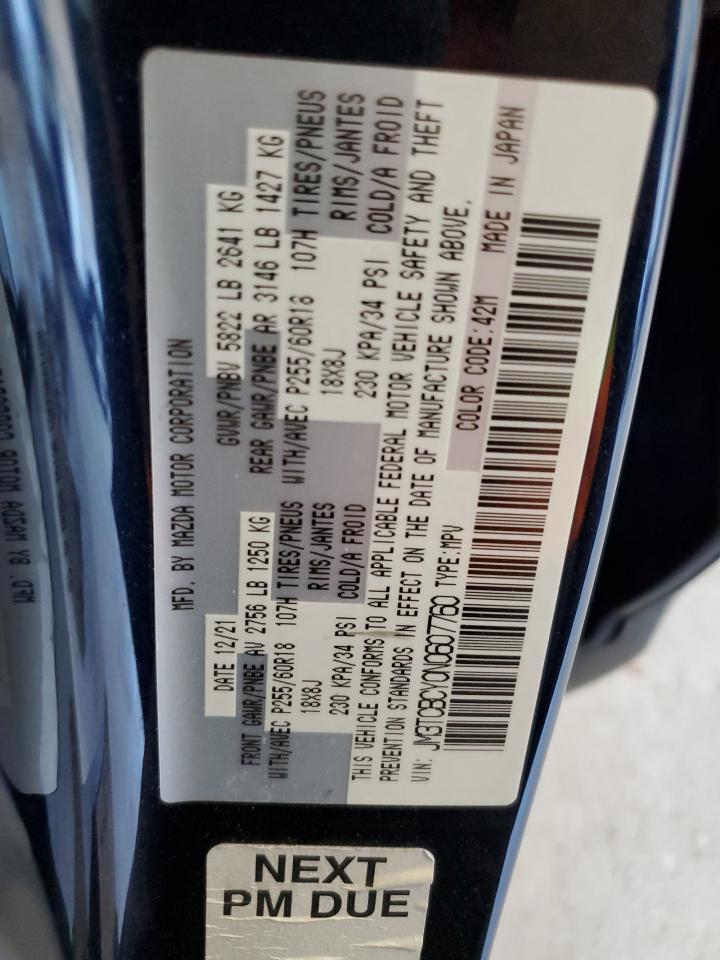 MFD. BY MAZDA MOTOR CORPORATION
DATE 12/21 GVWR/PNBV 5822 LB 2641 KG
FRONT GAWR/PNBE AV 2756 LB 1250 KG REAR GAWR/PNBE AR 3146 LB 1427 KG
WITH/AVEC P255/60R18 107H TIRES/PNEUS WITH/AVEC P255/60R18 107H TIRES/PNEUS
18X8J RIMS/JANTES 18X8J RIMS/JANTES
230 KPA/34 PSI COLD/A FROID 230 KPA/34 PSI COLD/A FROID
THIS VEHICLE CONFORMS TO ALL APPLICABLE FEDERAL MOTOR VEHICLE SAFETY AND THEFT
PREVENTION STANDARDS IN EFFECT ON THE DATE OF MANUFACTURE SHOWN ABOVE.
VIN: JM3TCBCY0N0607760 TYPE:MPV COLOR CODE:42M MADE IN JAPAN
NEXT
PM DUE